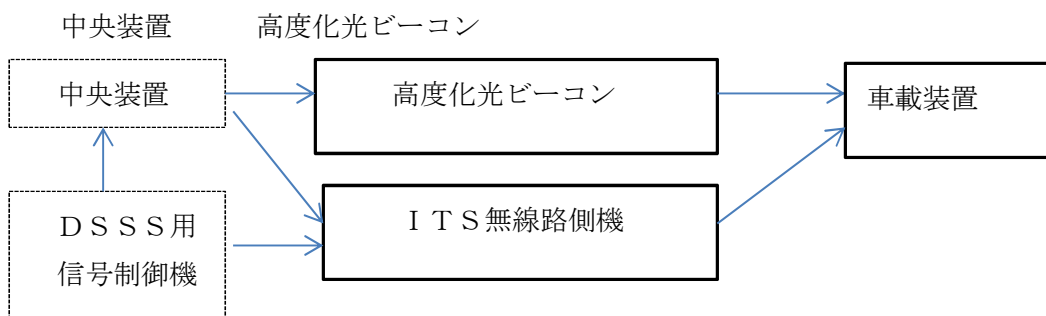 中央装置　　　高度化光ビーコン
中央装置
高度化光ビーコン
車載装置
ＤＳＳＳ用
信号制御機
ＩＴＳ無線路側機